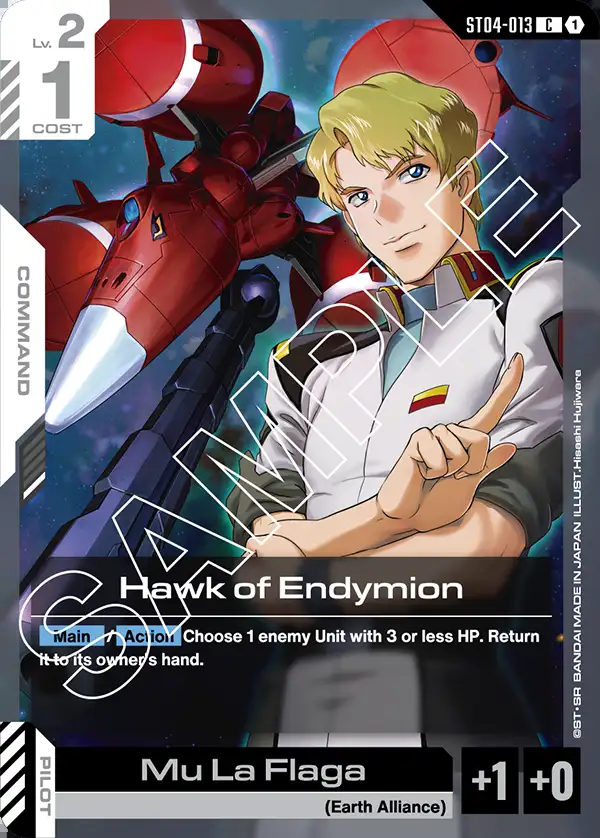 ST04-013 C 1
Lv. 2
1
COST
COMMAND
SAMPLE
Hawk of Endymion
Main / Action Choose 1 enemy Unit with 3 or less HP. Return
it to its owner's hand.
©ST•SR BANDAI MADE IN JAPAN ILLUST.Hisashi Hujiwara
PILOT
Mu La Flaga
(Earth Alliance)
+1 +0